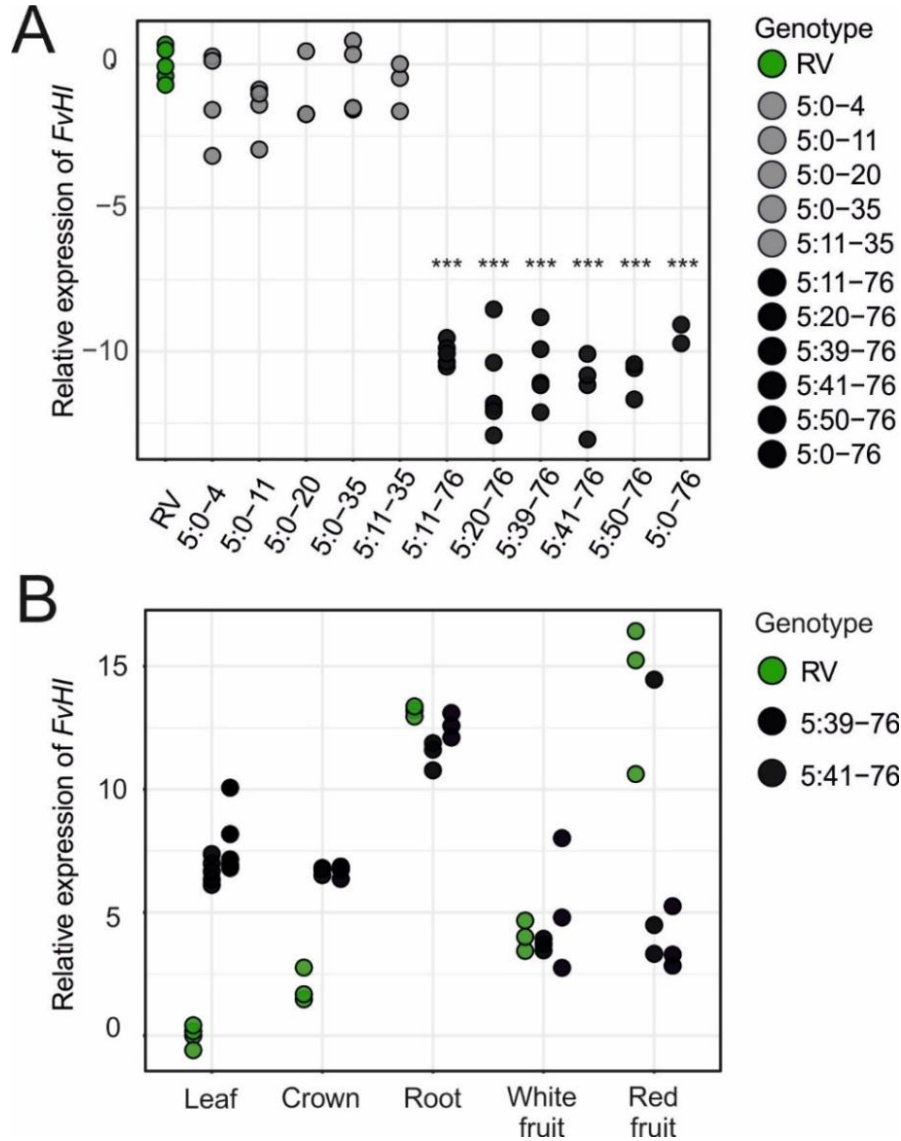 A
Relative expression of FvHI
0
−5
−10
*** *** *** *** *** ***
RV 5:0−4 5:0−11 5:0−20 5:0−35 5:11−35 5:11−76 5:20−76 5:39−76 5:41−76 5:50−76 5:0−76
Genotype
RV
5:0−4
5:0−11
5:0−20
5:0−35
5:11−35
5:11−76
5:20−76
5:39−76
5:41−76
5:50−76
5:0−76
B
Relative expression of FvHI
15
10
5
0
Leaf Crown Root White Red
fruit fruit
Genotype
RV
5:39−76
5:41−76